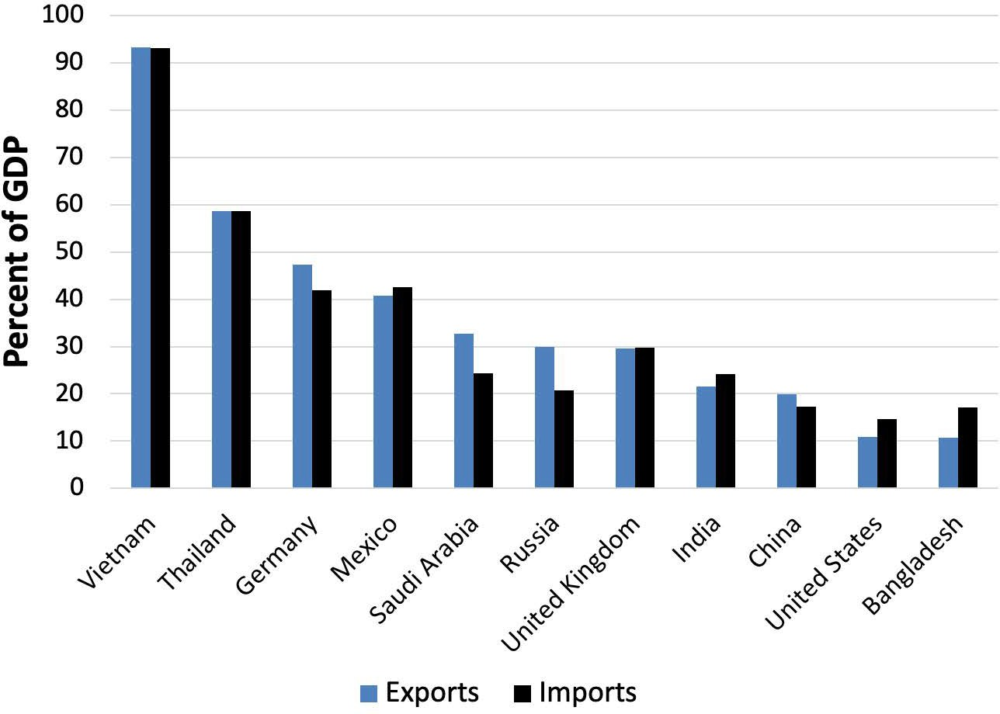 100
90
80
70
60
50
40
30
20
10
0
Percent of GDP
Vietnam
Thailand
Germany
Mexico
Saudi Arabia
Russia
United Kingdom
India
China
United States
Bangladesh
Exports Imports